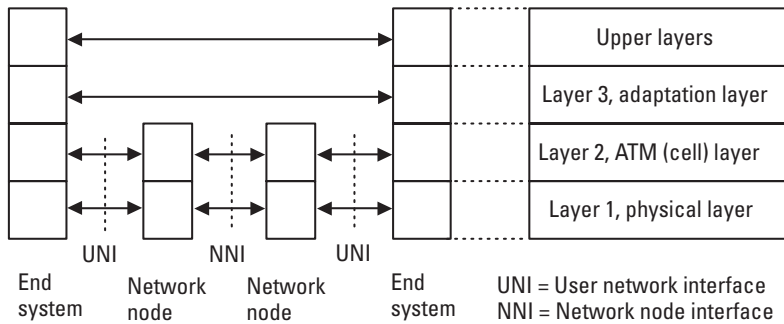 Upper layers
Layer 3, adaptation layer
Layer 2, ATM (cell) layer
Layer 1, physical layer
UNI
NNI
UNI
End
system
Network
node
Network
node
End
system
UNI = User network interface
NNI = Network node interface